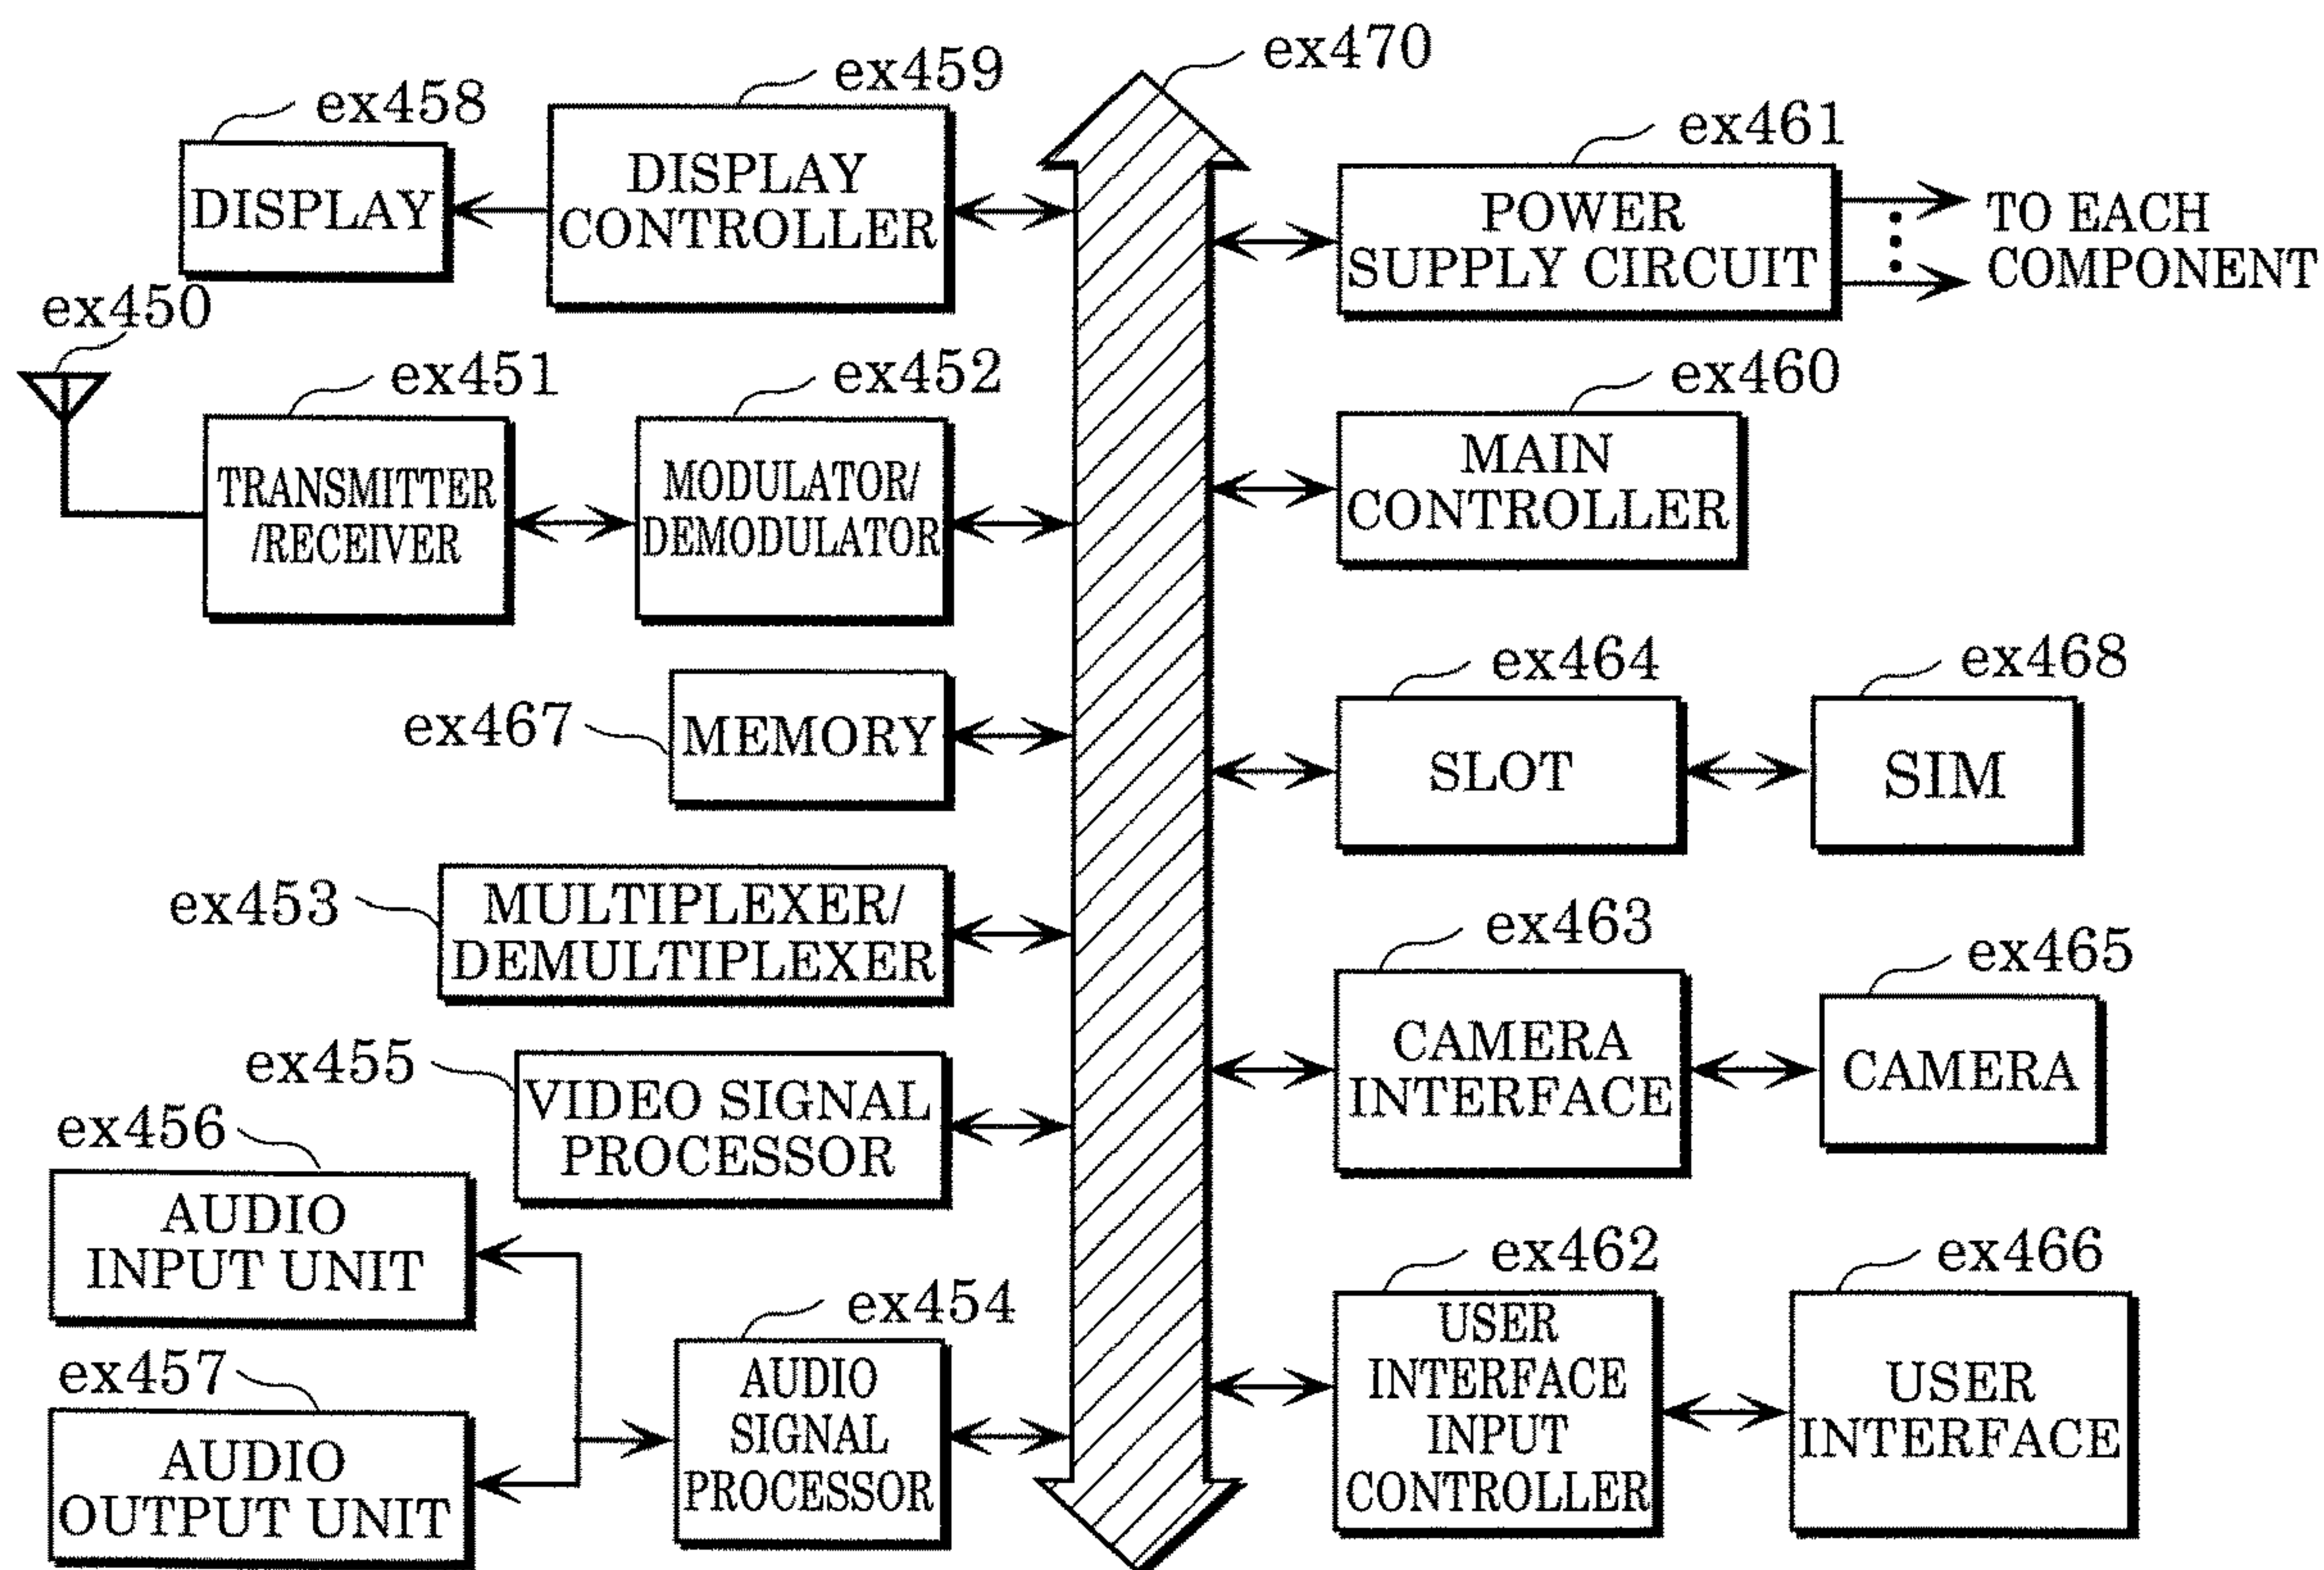 ex470
ex459
ex458
DISPLAY
DISPLAY
CONTROLLER
ex461
POWER
SUPPLY CIRCUIT
TO EACH
COMPONENT
ex450
ex451
TRANSMITTER
/RECEIVER
ex452
MODULATOR/
DEMODULATOR
ex460
MAIN
CONTROLLER
ex467
MEMORY
ex464
SLOT
ex468
SIM
ex453
MULTIPLEXER/
DEMULTIPLEXER
ex463
CAMERA
INTERFACE
ex465
CAMERA
ex455
VIDEO SIGNAL
PROCESSOR
ex456
AUDIO
INPUT UNIT
ex457
AUDIO
OUTPUT UNIT
ex454
AUDIO
SIGNAL
PROCESSOR
ex462
USER
INTERFACE
INPUT
CONTROLLER
ex466
USER
INTERFACE